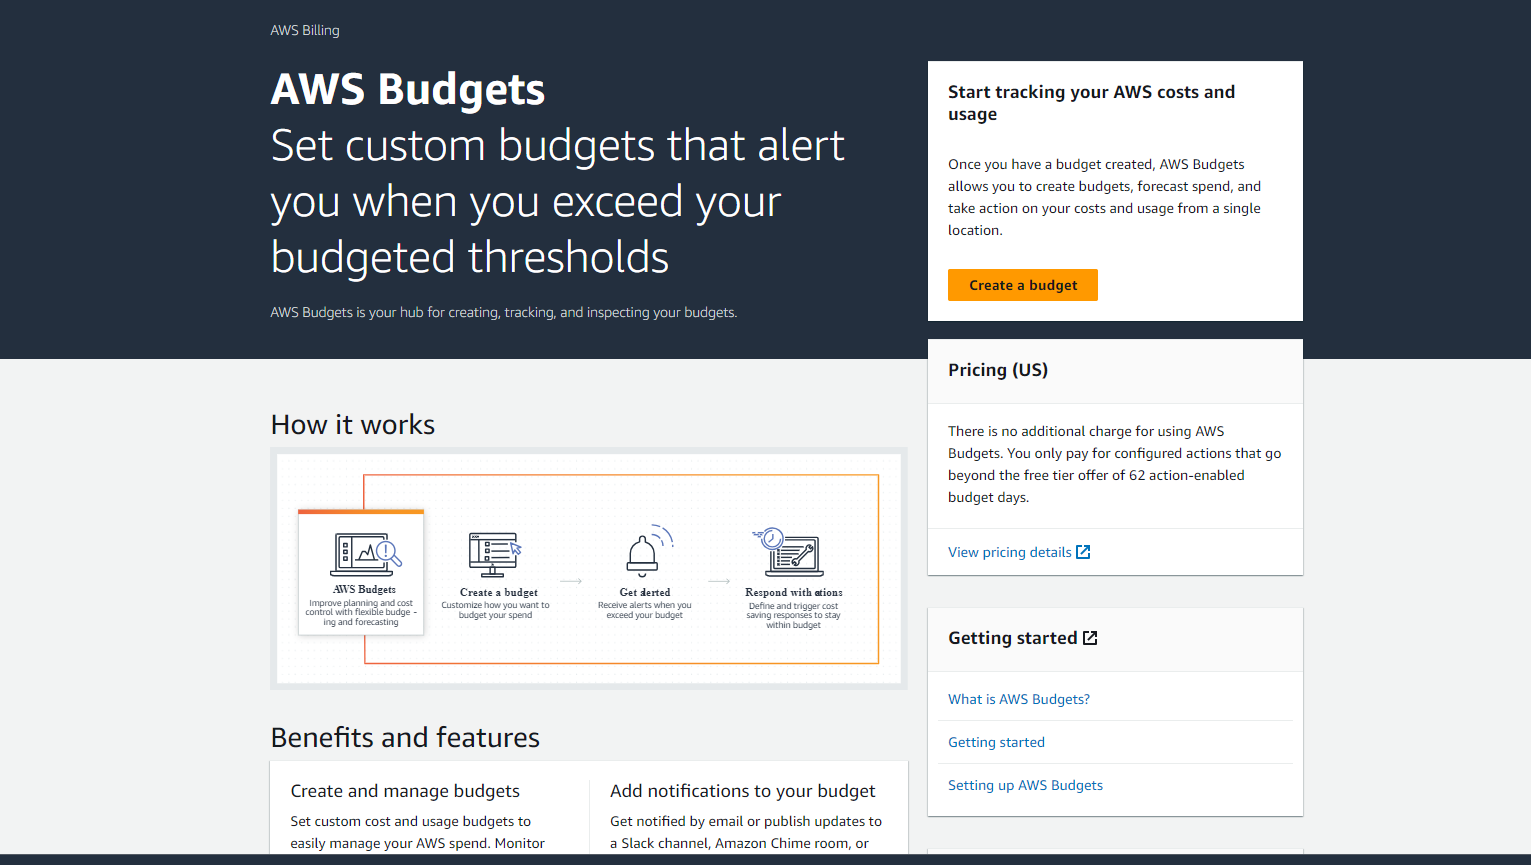 AWS Billing
AWS Budgets
Set custom budgets that alert
you when you exceed your
budgeted thresholds
AWS Budgets is your hub for creating, tracking, and inspecting your budgets.
Start tracking your AWS costs and
usage
Once you have a budget created, AWS Budgets
allows you to create budgets, forecast spend, and
take action on your costs and usage from a single
location.
Create a budget
Pricing (US)
There is no additional charge for using AWS
Budgets. You only pay for configured actions that go
beyond the free tier offer of 62 action-enabled
budget days.
View pricing details
How it works
AWS Budgets
Improve planning and cost
control with flexible budge -
ing and forecasting
Create a budget
Customize how you want to
budget your spend
Get alerted
Receive alerts when you
exceed your budget
Respond with actions
Define and trigger cost
saving responses to stay
within budget
Getting started
What is AWS Budgets?
Getting started
Setting up AWS Budgets
Benefits and features
Create and manage budgets
Set custom cost and usage budgets to
easily manage your AWS spend. Monitor
Add notifications to your budget
Get notified by email or publish updates to
a Slack channel, Amazon Chime room, or